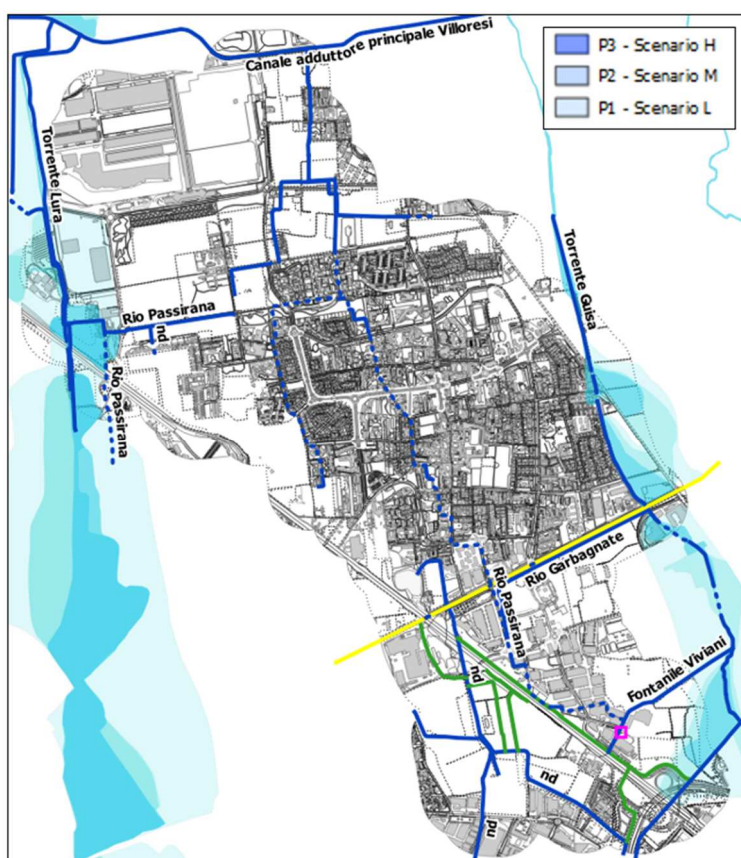 P3 - Scenario H
P2 - Scenario M
P1 - Scenario L
Canale adduttore principale Villoresi
Torrente Lura
Torrente Guisa
Rio Passirana
nd
Rio Passirana
Rio Garbagnate
Rio Passirana
Fontanile Viviani
nd
nd
nd